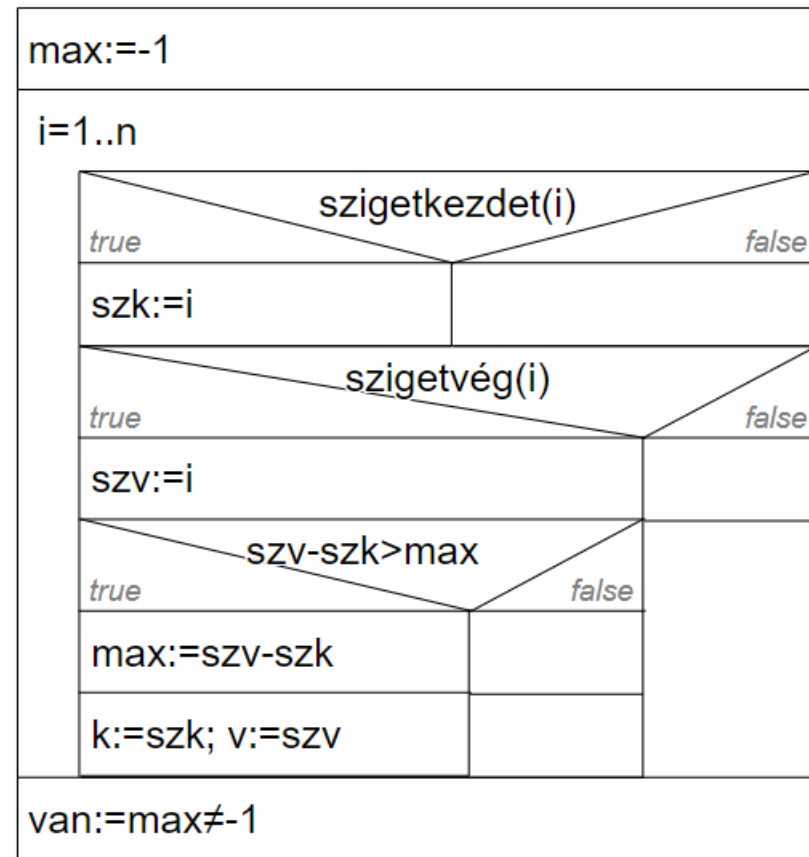 max:=-1
i=1..n
szigetkezdet(i)
true false
szk:=i
szigetvég(i)
true false
szv:=i
szv-szk>max
true false
max:=szv-szk
k:=szk; v:=szv
van:=max≠-1